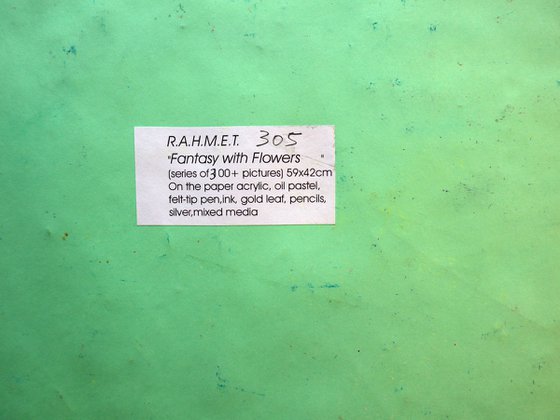 R.A.H.M.E.T. 305
"Fantasy with Flowers "
(series of 300+ pictures) 59x42cm
On the paper acrylic, oil pastel,
felt-tip pen,ink, gold leaf, pencils,
silver,mixed media